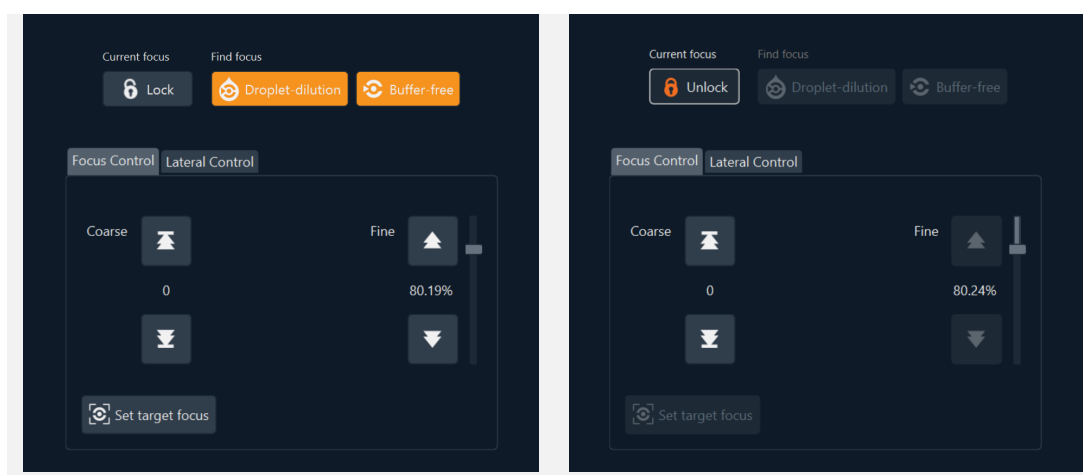 Current focus
Find focus
Lock
Droplet-dilution
Buffer-free
Focus Control
Lateral Control
Coarse
Fine
0
80.19%
Set target focus
Current focus
Find focus
Unlock
Droplet-dilution
Buffer-free
Focus Control
Lateral Control
Coarse
Fine
0
80.24%
Set target focus